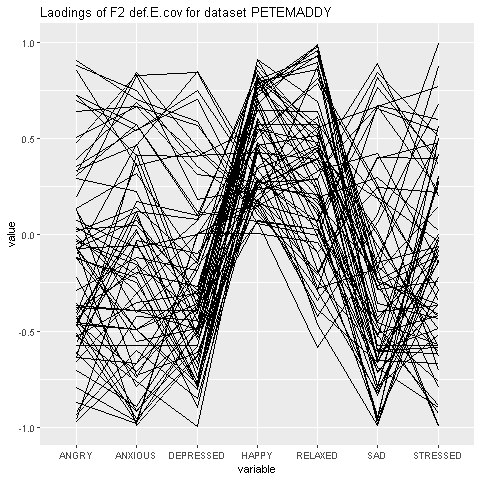 Laodings of F2 def.E.cov for dataset PETEMADDY
1.0
0.5
0.0
-0.5
-1.0
value
ANGRY ANXIOUS DEPRESSED HAPPY RELAXED SAD STRESSED
variable